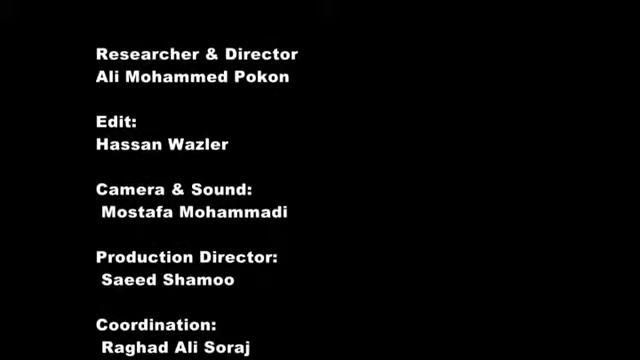 Researcher & Director
Ali Mohammed Pokon
Edit:
Hassan Wazler
Camera & Sound:
Mostafa Mohammadi
Production Director:
Saeed Shamoo
Coordination:
Raghad Ali Soraj